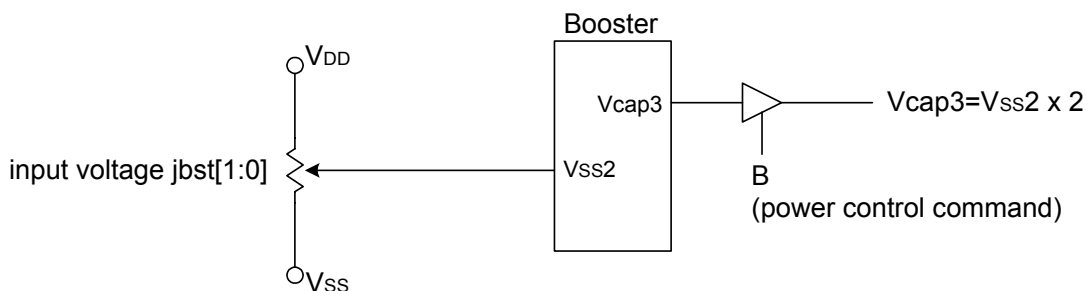 Booster
VDD
Vcap3
Vcap3=VSS2 x 2
input voltage jbst[1:0]
VSS2
B
(power control command)
VSS